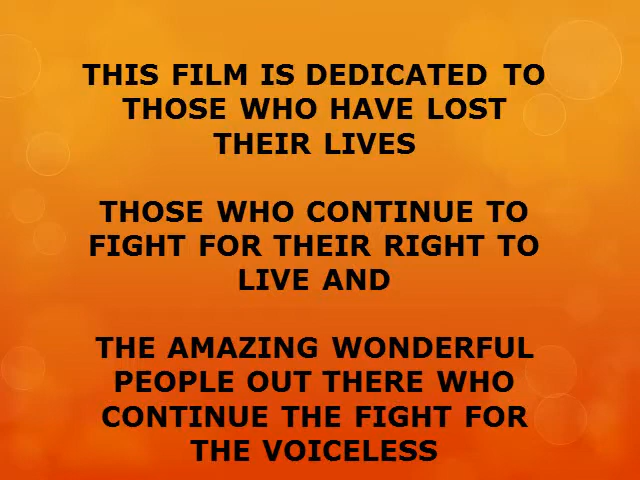 THIS FILM IS DEDICATED TO
THOSE WHO HAVE LOST
THEIR LIVES
THOSE WHO CONTINUE TO
FIGHT FOR THEIR RIGHT TO
LIVE AND
THE AMAZING WONDERFUL
PEOPLE OUT THERE WHO
CONTINUE THE FIGHT FOR
THE VOICELESS